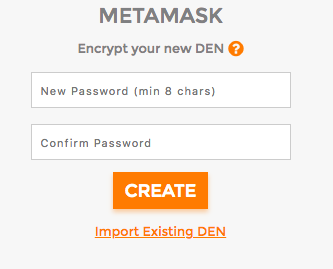 METAMASK
Encrypt your new DEN ?
New Password (min 8 chars)
Confirm Password
CREATE
Import Existing DEN